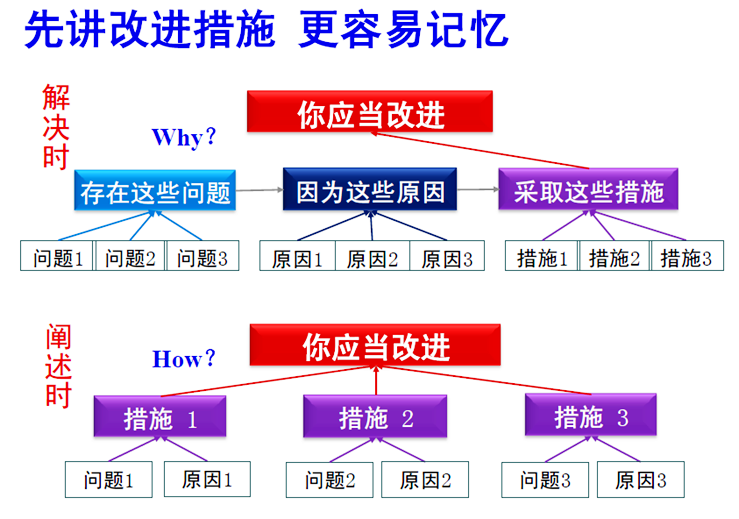 先讲改进措施 更容易记忆
解决时
你应当改进
Why?
存在这些问题
因为这些原因
采取这些措施
问题1
问题2
问题3
原因1
原因2
原因3
措施1
措施2
措施3
阐述时
你应当改进
How?
措施 1
措施 2
措施 3
问题1
原因1
问题2
原因2
问题3
原因3